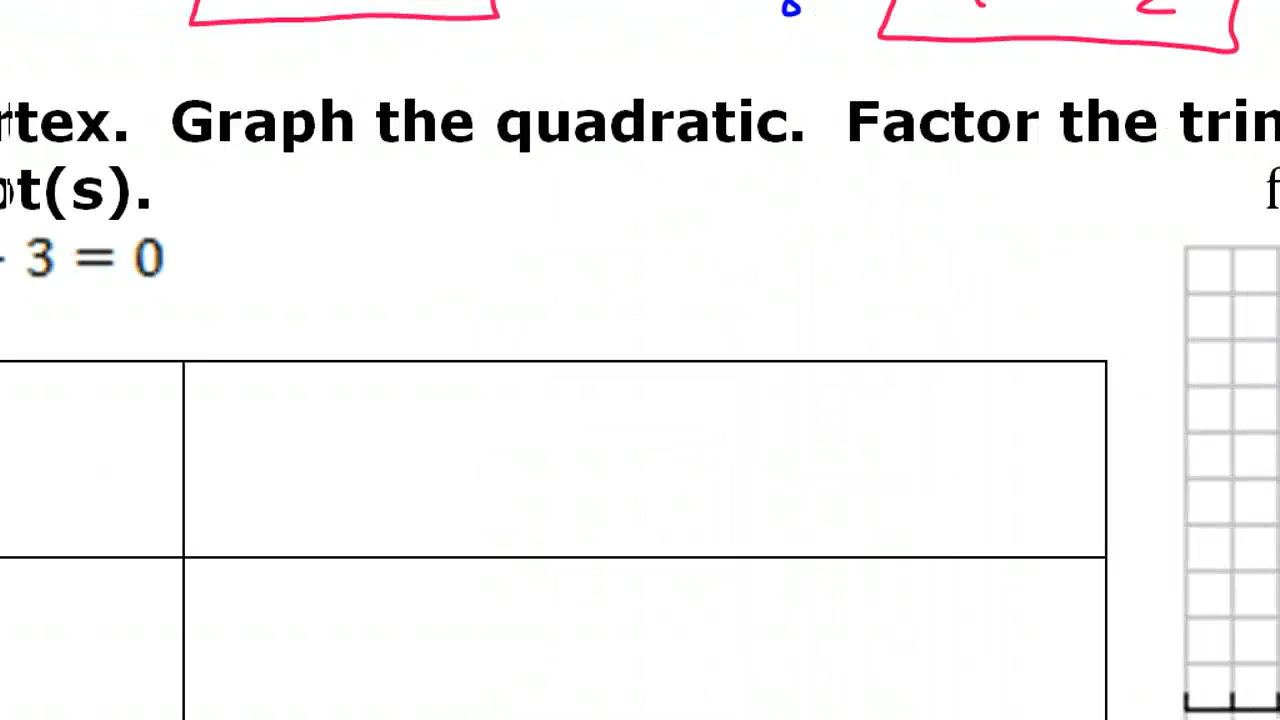 rtex. Graph the quadratic. Factor the trin
ot(s). f
- 3 = 0